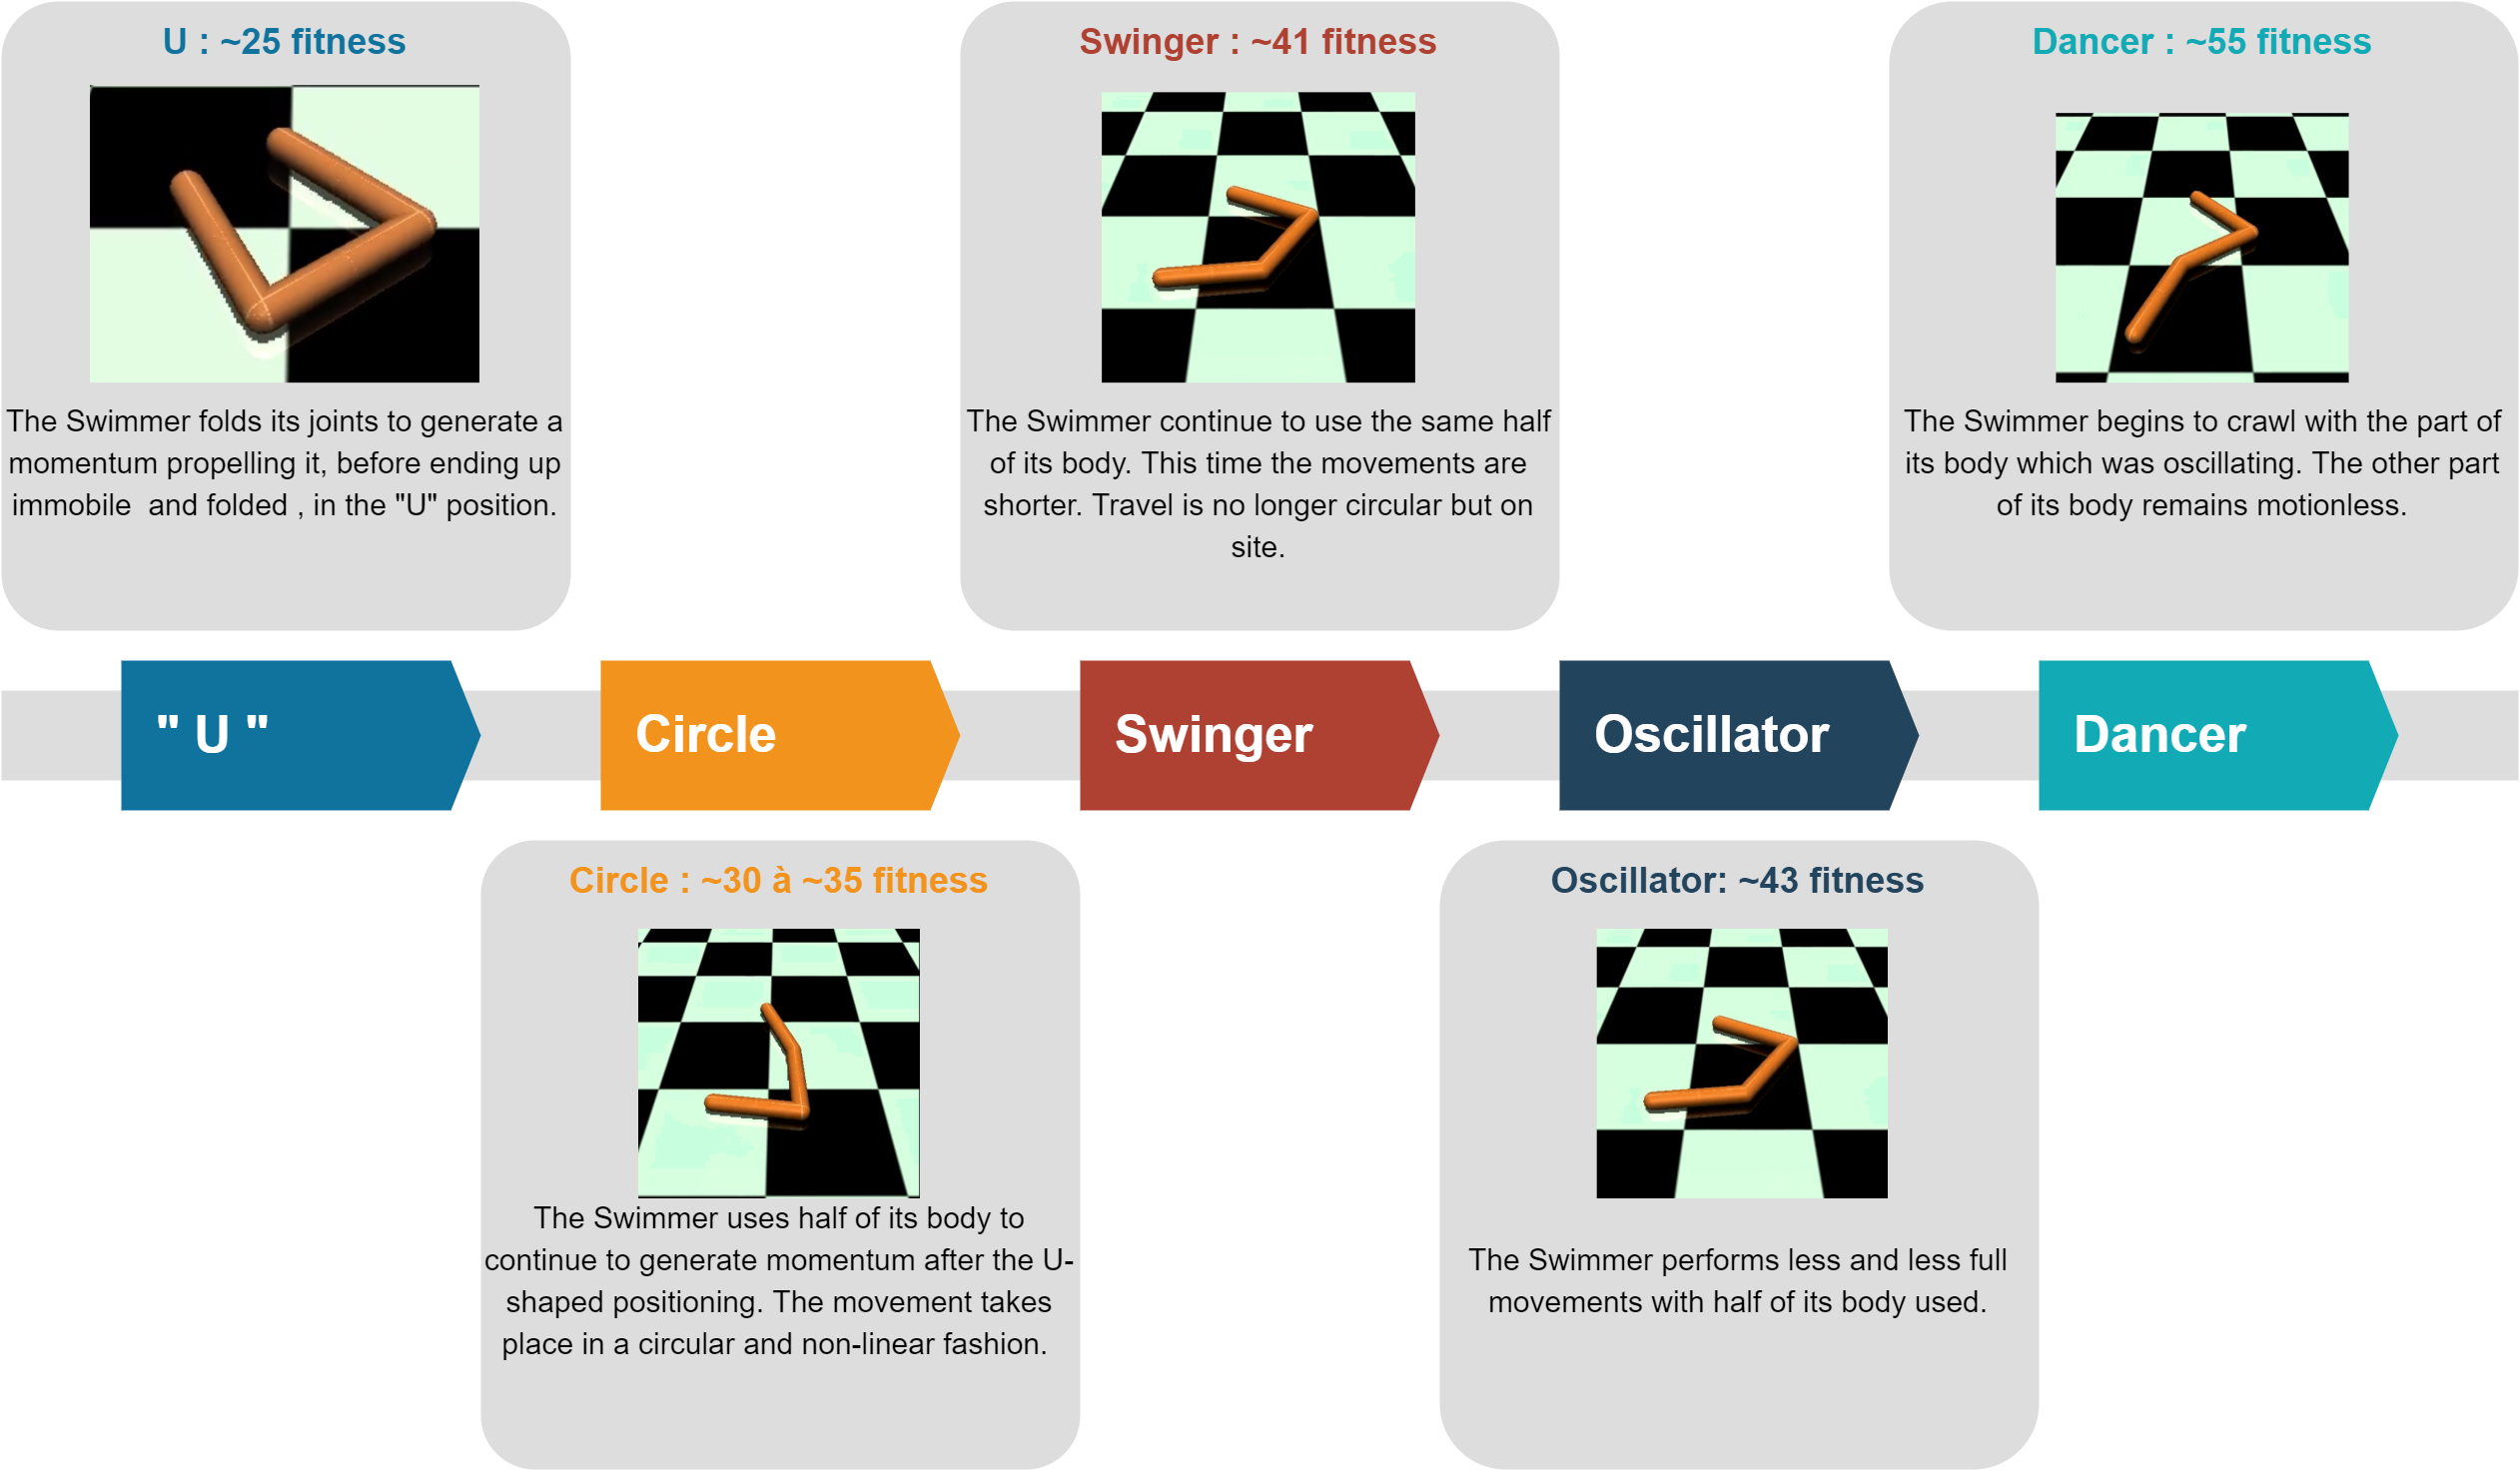 U : ~25 fitness
The Swimmer folds its joints to generate a
momentum propelling it, before ending up
immobile  and folded , in the "U" position.
Swinger : ~41 fitness
The Swimmer continue to use the same half
of its body. This time the movements are
shorter. Travel is no longer circular but on
site.
Dancer : ~55 fitness
The Swimmer begins to crawl with the part of
its body which was oscillating. The other part
of its body remains motionless.
" U "
Circle
Swinger
Oscillator
Dancer
Circle : ~30 à ~35 fitness
The Swimmer uses half of its body to
continue to generate momentum after the U-
shaped positioning. The movement takes
place in a circular and non-linear fashion.
Oscillator: ~43 fitness
The Swimmer performs less and less full
movements with half of its body used.